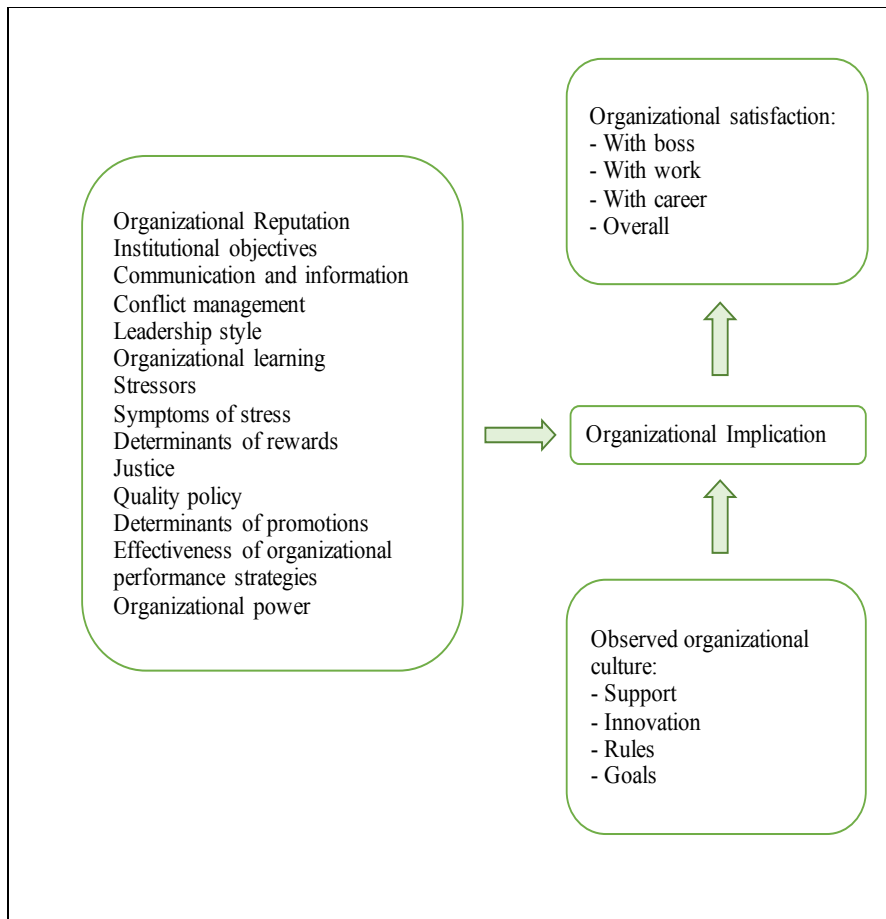 Organizational satisfaction:
- With boss
- With work
- With career
- Overall
Organizational Reputation
Institutional objectives
Communication and information
Conflict management
Leadership style
Organizational learning
Stressors
Symptoms of stress
Determinants of rewards
Justice
Quality policy
Determinants of promotions
Effectiveness of organizational
performance strategies
Organizational power
Organizational Implication
Observed organizational
culture:
- Support
- Innovation
- Rules
- Goals